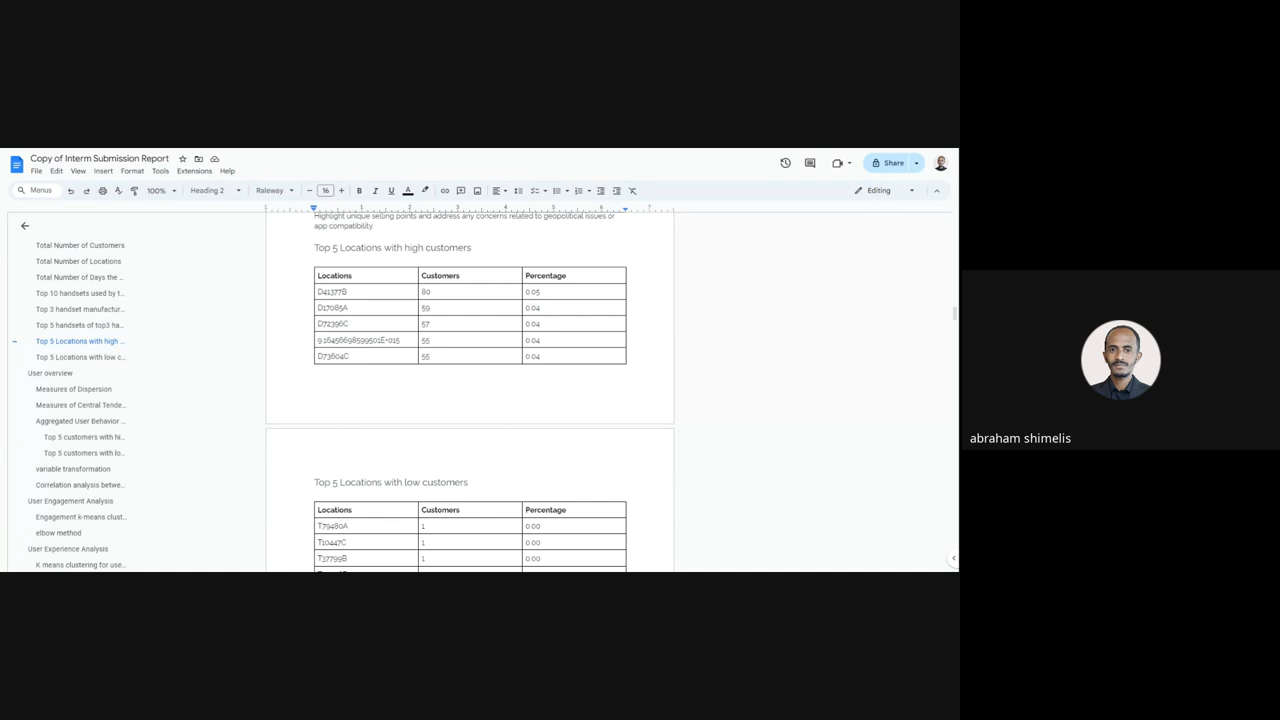 Copy of Interm Submission Report
File Edit View Insert Format Tools Extensions Help
Share
Menus 100% Heading 2 Raleway 16 B I U A Editing
1 1 2 3 4 5 6 7
Total Number of Customers
Total Number of Locations
Total Number of Days the ...
Top 10 handsets used by t...
Top 3 handset manufactur...
Top 5 handsets of top3 ha...
Top 5 Locations with high ...
Top 5 Locations with low c...
User overview
Measures of Dispersion
Measures of Central Tende...
Aggregated User Behavior ...
Top 5 customers with hi...
Top 5 customers with lo...
variable transformation
Correlation analysis betwe...
User Engagement Analysis
Engagement k-means clust...
elbow method
User Experience Analysis
K means clustering for use...
Highlight unique selling points and address any concerns related to geopolitical issues or
app compatibility
Top 5 Locations with high customers
Locations Customers Percentage
D41377B 80 0.05
D17085A 59 0.04
D72396C 57 0.04
9.16456698599501E+015 55 0.04
D73604C 55 0.04
Top 5 Locations with low customers
Locations Customers Percentage
T79480A 1 0.00
T10447C 1 0.00
T37799B 1 0.00
abraham shimelis